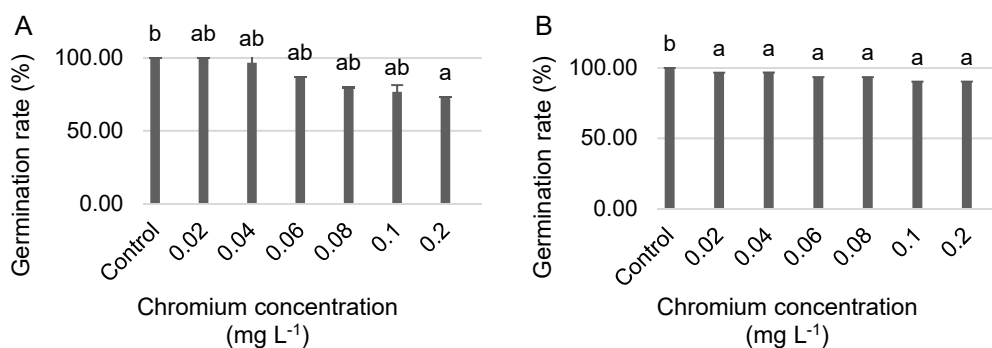 A
b ab ab ab ab ab a
100.00
50.00
0.00
Germination rate (%)
Control 0.02 0.04 0.06 0.08 0.1 0.2
Chromium concentration
(mg L⁻¹)
B
b a a a a a a
100.00
50.00
0.00
Germination rate (%)
Control 0.02 0.04 0.06 0.08 0.1 0.2
Chromium concentration
(mg L⁻¹)